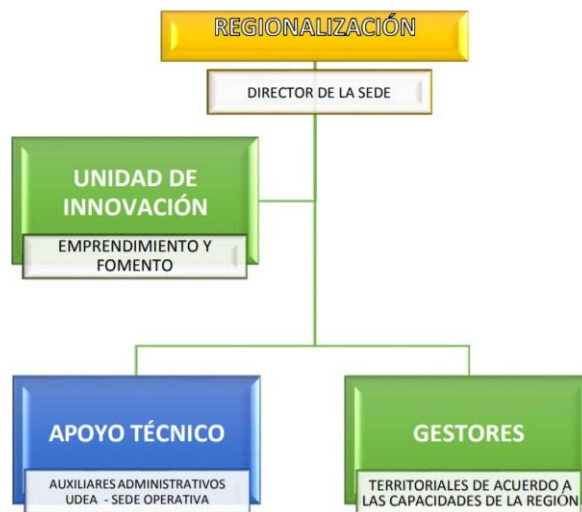 REGIONALIZACIÓN
DIRECTOR DE LA SEDE
UNIDAD DE
INNOVACIÓN
EMPRENDIMIENTO Y
FOMENTO
APOYO TÉCNICO
AUXILIARES ADMINISTRATIVOS
UDEA - SEDE OPERATIVA
GESTORES
TERRITORIALES DE ACUERDO A
LAS CAPACIDADES DE LA REGIÓN